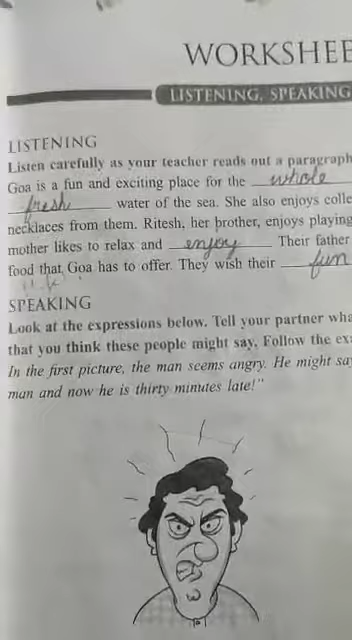 WORKSHEE
LISTENING, SPEAKING
LISTENING
Listen carefully as your teacher reads out a paragraph
Goa is a fun and exciting place for the whole
fresh water of the sea. She also enjoys colle
necklaces from them. Ritesh, her brother, enjoys playing
mother likes to relax and enjoy Their father
food that Goa has to offer. They wish their fun
SPEAKING
Look at the expressions below. Tell your partner wha
that you think these people might say. Follow the exa
In the first picture, the man seems angry. He might say
man and now he is thirty minutes late!"